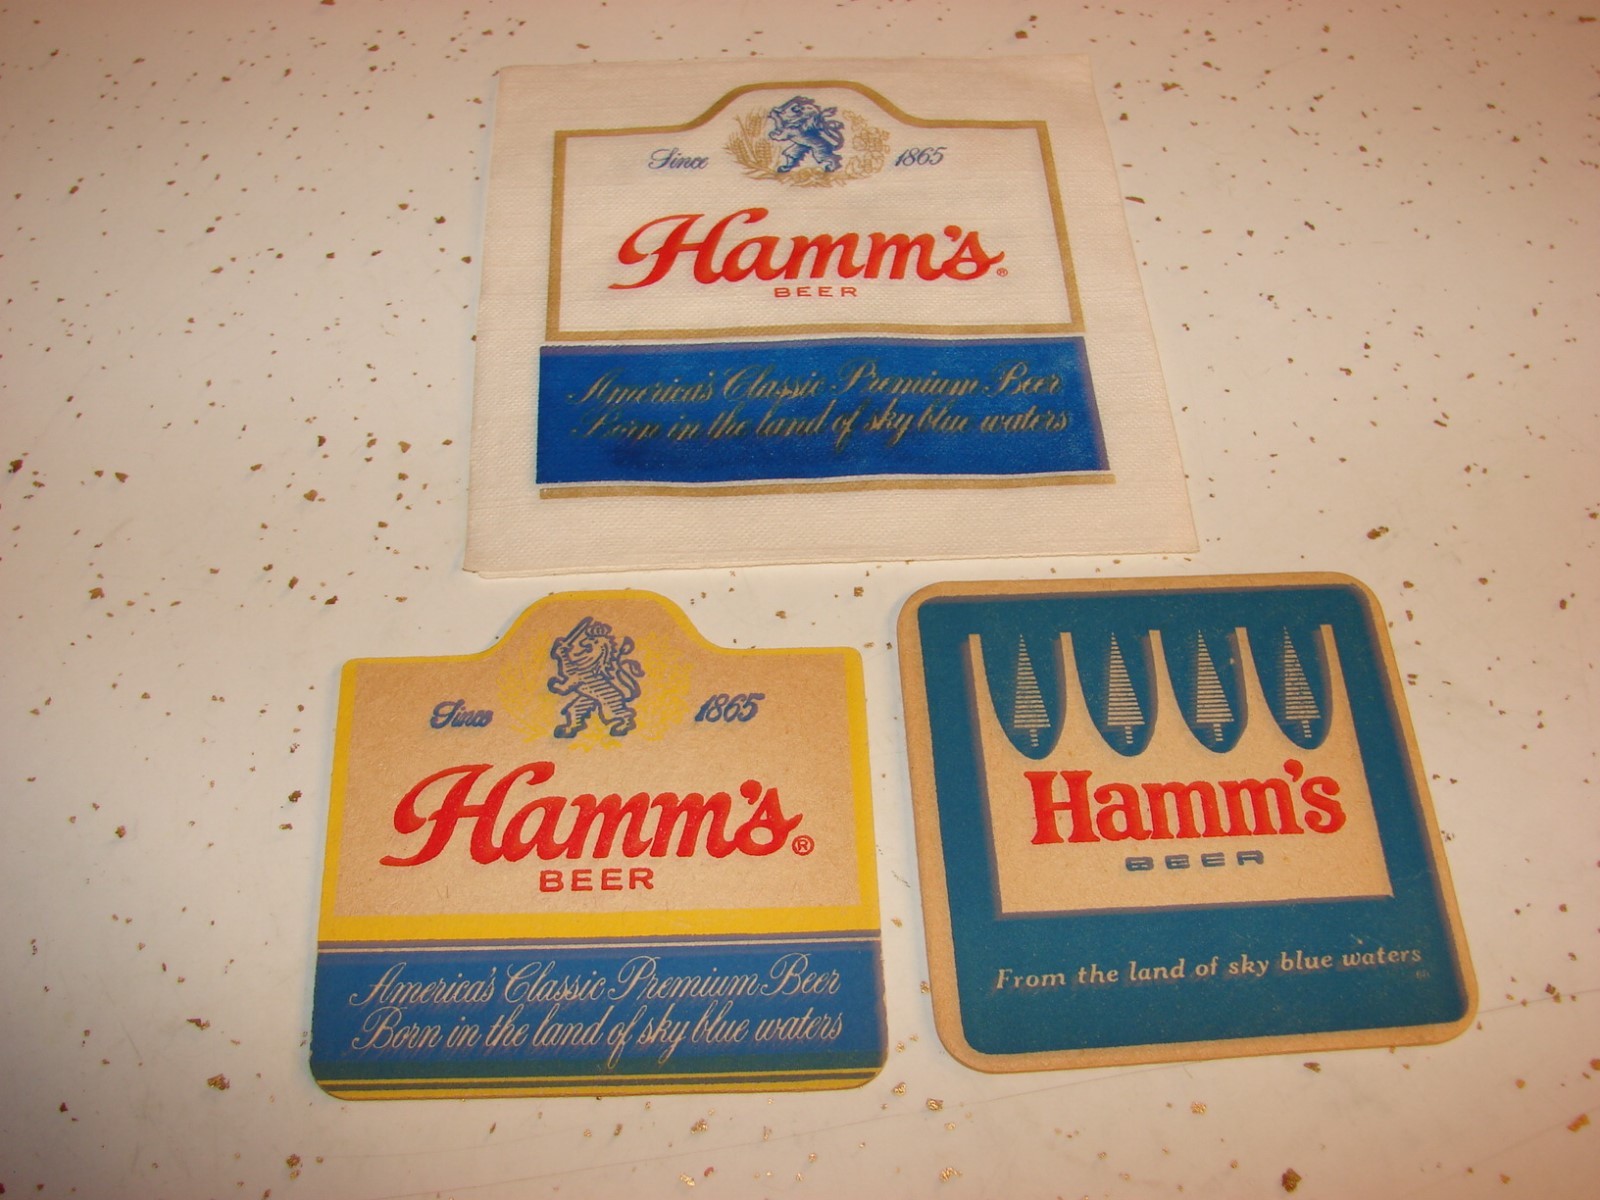 Since 1865
Hamm's®
BEER
America's Classic Premium Beer
Born in the land of sky blue waters
Since 1865
Hamm's®
BEER
America's Classic Premium Beer
Born in the land of sky blue waters
Hamm's
BEER
From the land of sky blue waters